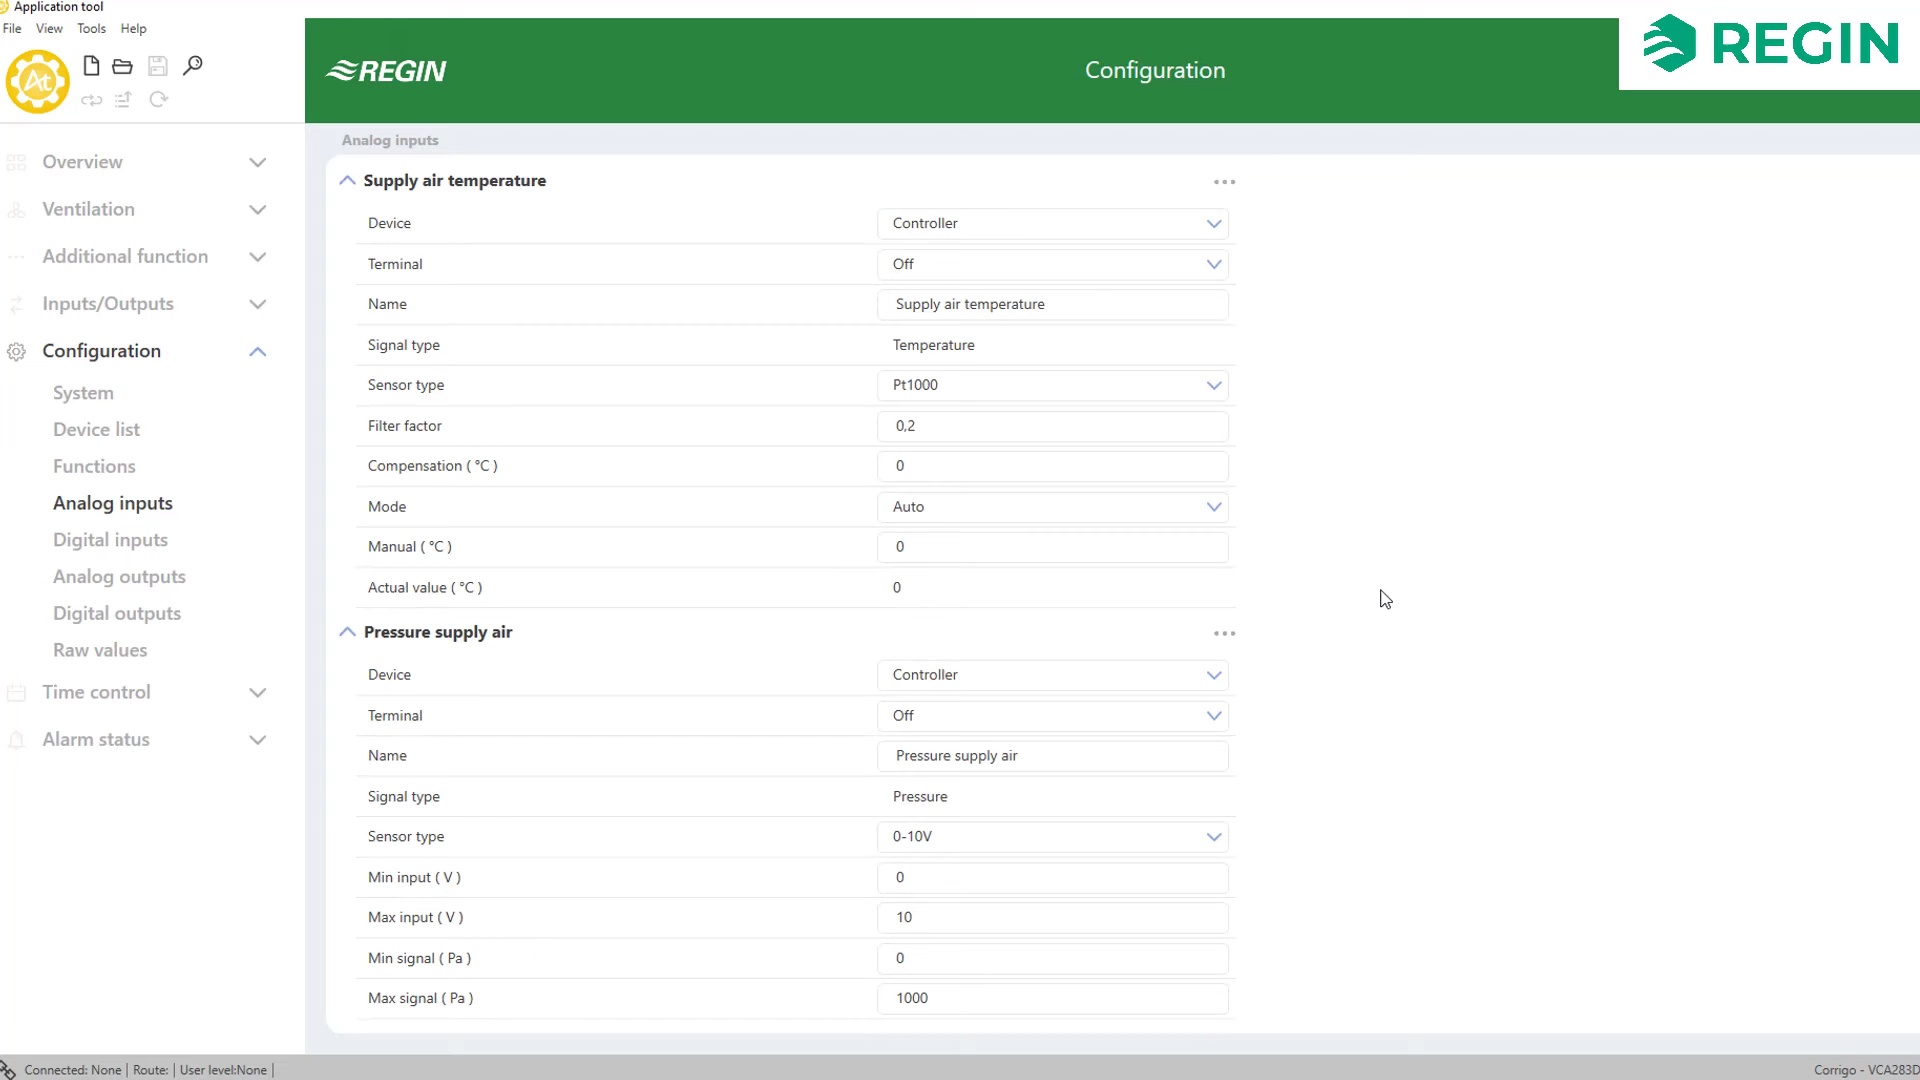 Application tool
File View Tools Help
At
REGIN
Configuration
REGIN
Overview
Ventilation
Additional function
Inputs/Outputs
Configuration
System
Device list
Functions
Analog inputs
Digital inputs
Analog outputs
Digital outputs
Raw values
Time control
Alarm status
Analog inputs
Supply air temperature
Device Controller
Terminal Off
Name Supply air temperature
Signal type Temperature
Sensor type Pt1000
Filter factor 0,2
Compensation ( °C ) 0
Mode Auto
Manual ( °C ) 0
Actual value ( °C ) 0
Pressure supply air
Device Controller
Terminal Off
Name Pressure supply air
Signal type Pressure
Sensor type 0-10V
Min input ( V ) 0
Max input ( V ) 10
Min signal ( Pa ) 0
Max signal ( Pa ) 1000
Connected: None | Route: | User level:None |
Corrigo - VCA283D